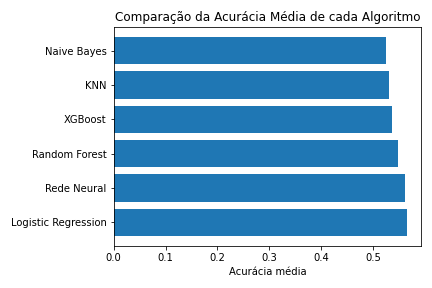 Comparação da Acurácia Média de cada Algoritmo
Naive Bayes
KNN
XGBoost
Random Forest
Rede Neural
Logistic Regression
0.0 0.1 0.2 0.3 0.4 0.5
Acurácia média